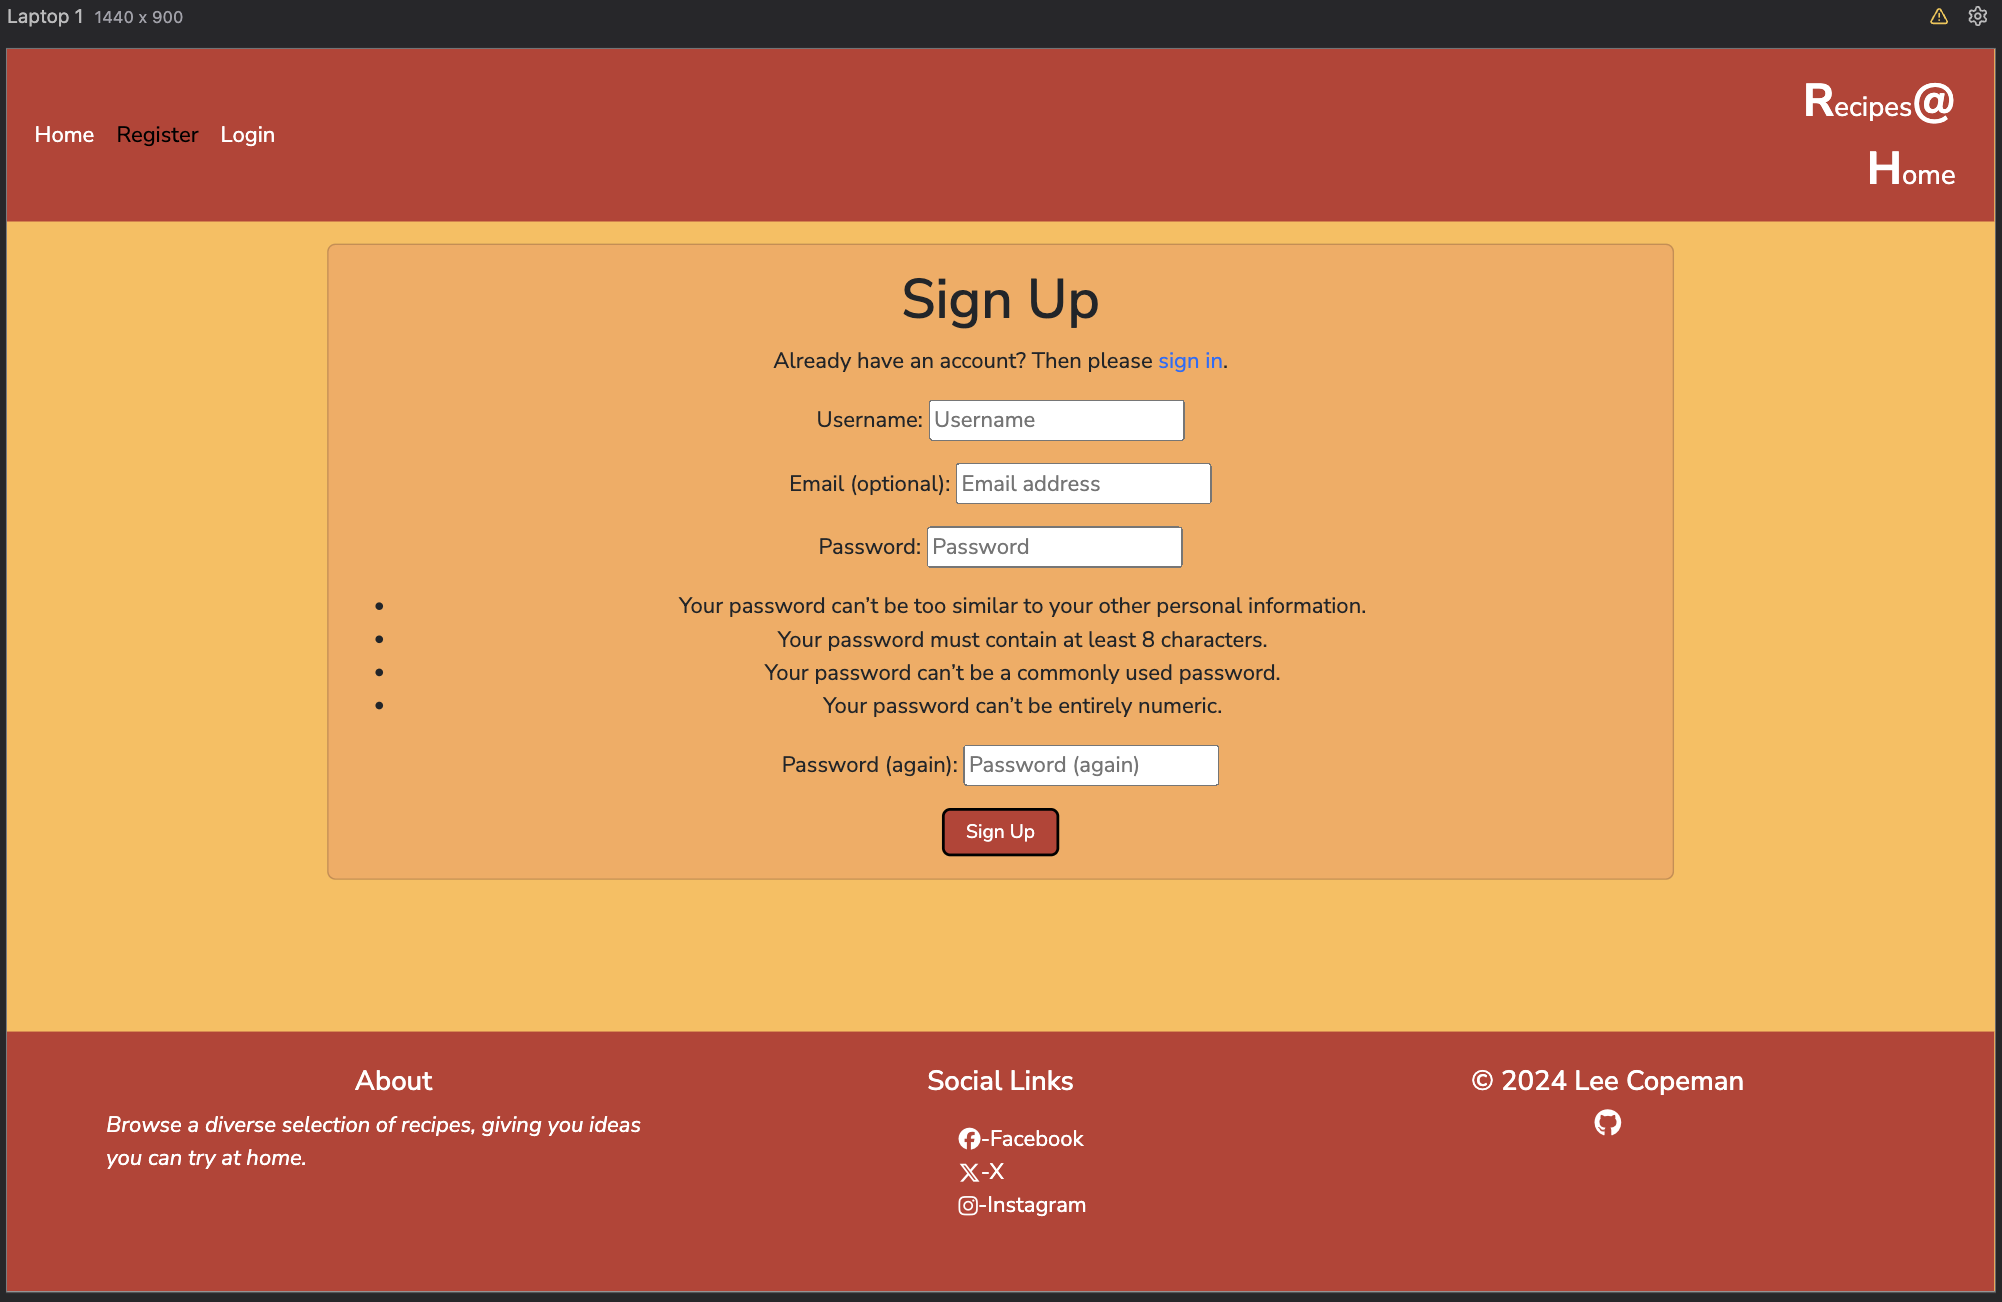 Laptop 1 1440 x 900
Home Register Login
Recipes@
Home
Sign Up
Already have an account? Then please sign in.
Username: Username
Email (optional): Email address
Password: Password
• Your password can’t be too similar to your other personal information.
• Your password must contain at least 8 characters.
• Your password can’t be a commonly used password.
• Your password can’t be entirely numeric.
Password (again): Password (again)
Sign Up
About
Browse a diverse selection of recipes, giving you ideas
you can try at home.
Social Links
-Facebook
-X
-Instagram
© 2024 Lee Copeman